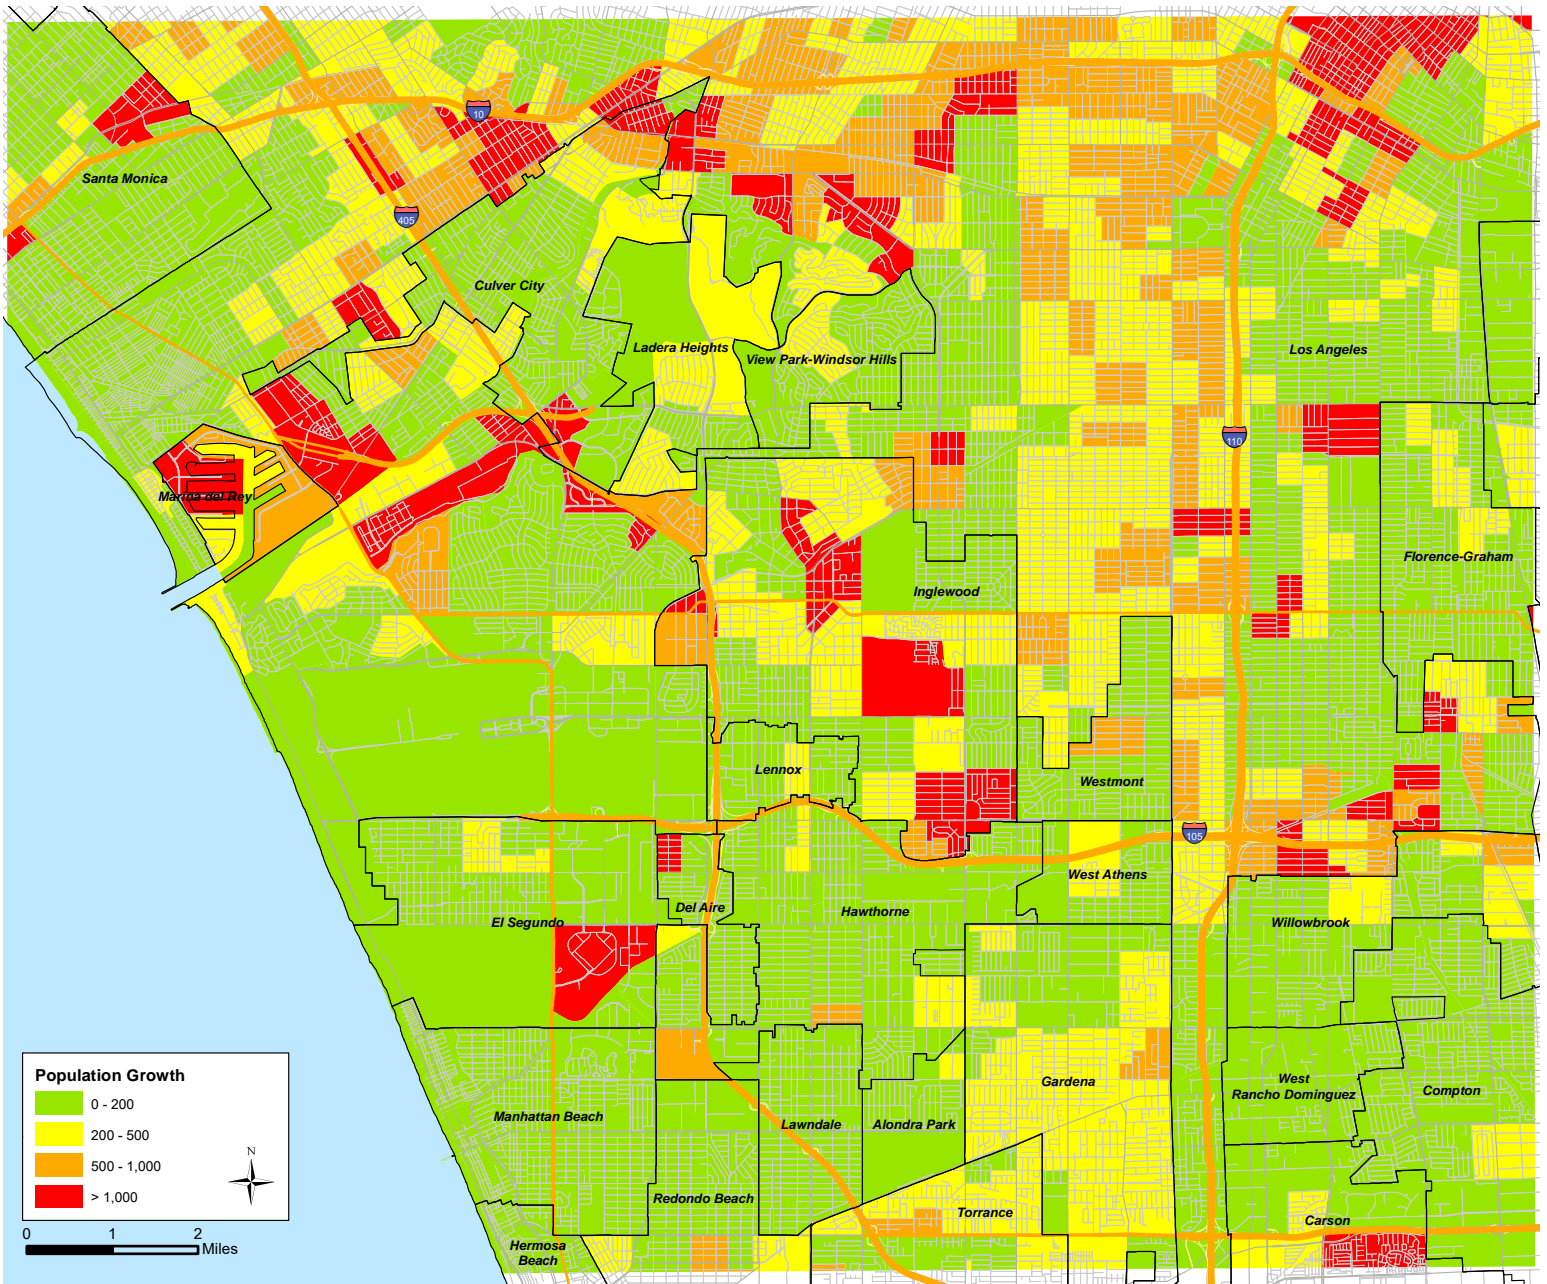 10
Santa Monica
405
Culver City
Ladera Heights
View Park-Windsor Hills
Los Angeles
110
Marina del Rey
Florence-Graham
Inglewood
Lennox
Westmont
105
West Athens
Del Aire
Hawthorne
El Segundo
Willowbrook
Gardena
West
Rancho Dominguez
Compton
Manhattan Beach
Lawndale
Alondra Park
Redondo Beach
Torrance
Carson
Hermosa
Beach
Population Growth
0 - 200
200 - 500
500 - 1,000
> 1,000
N
0 1 2
Miles